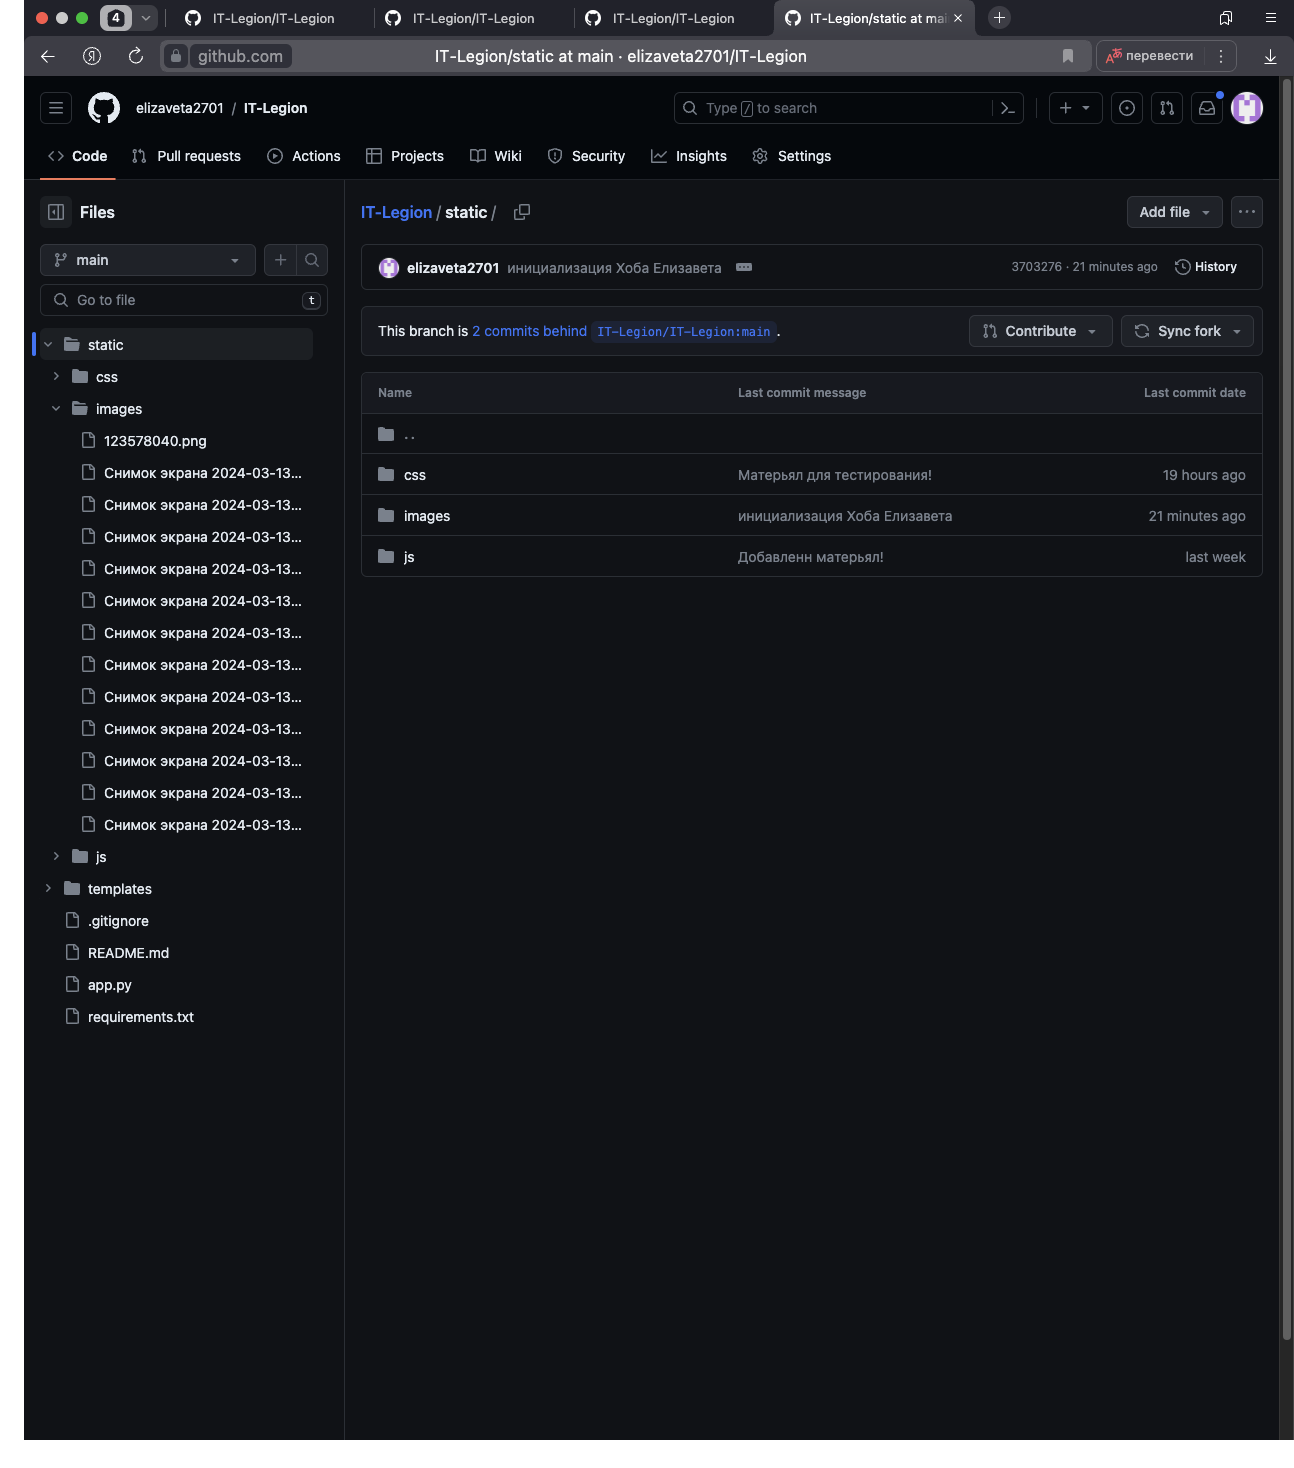 4
IT-Legion/IT-Legion
IT-Legion/IT-Legion
IT-Legion/IT-Legion
IT-Legion/static at mai
github.com
IT-Legion/static at main · elizaveta2701/IT-Legion
перевести
elizaveta2701 / IT-Legion
Type / to search
Code
Pull requests
Actions
Projects
Wiki
Security
Insights
Settings
Files
main
Go to file
t
static
css
images
123578040.png
Снимок экрана 2024-03-13...
Снимок экрана 2024-03-13...
Снимок экрана 2024-03-13...
Снимок экрана 2024-03-13...
Снимок экрана 2024-03-13...
Снимок экрана 2024-03-13...
Снимок экрана 2024-03-13...
Снимок экрана 2024-03-13...
Снимок экрана 2024-03-13...
Снимок экрана 2024-03-13...
Снимок экрана 2024-03-13...
Снимок экрана 2024-03-13...
js
templates
.gitignore
README.md
app.py
requirements.txt
IT-Legion / static /
Add file
elizaveta2701 инициализация Хоба Елизавета
3703276 · 21 minutes ago
History
This branch is 2 commits behind IT-Legion/IT-Legion:main .
Contribute
Sync fork
Name Last commit message Last commit date
..
css Матерьял для тестирования! 19 hours ago
images инициализация Хоба Елизавета 21 minutes ago
js Добавленн матерьял! last week